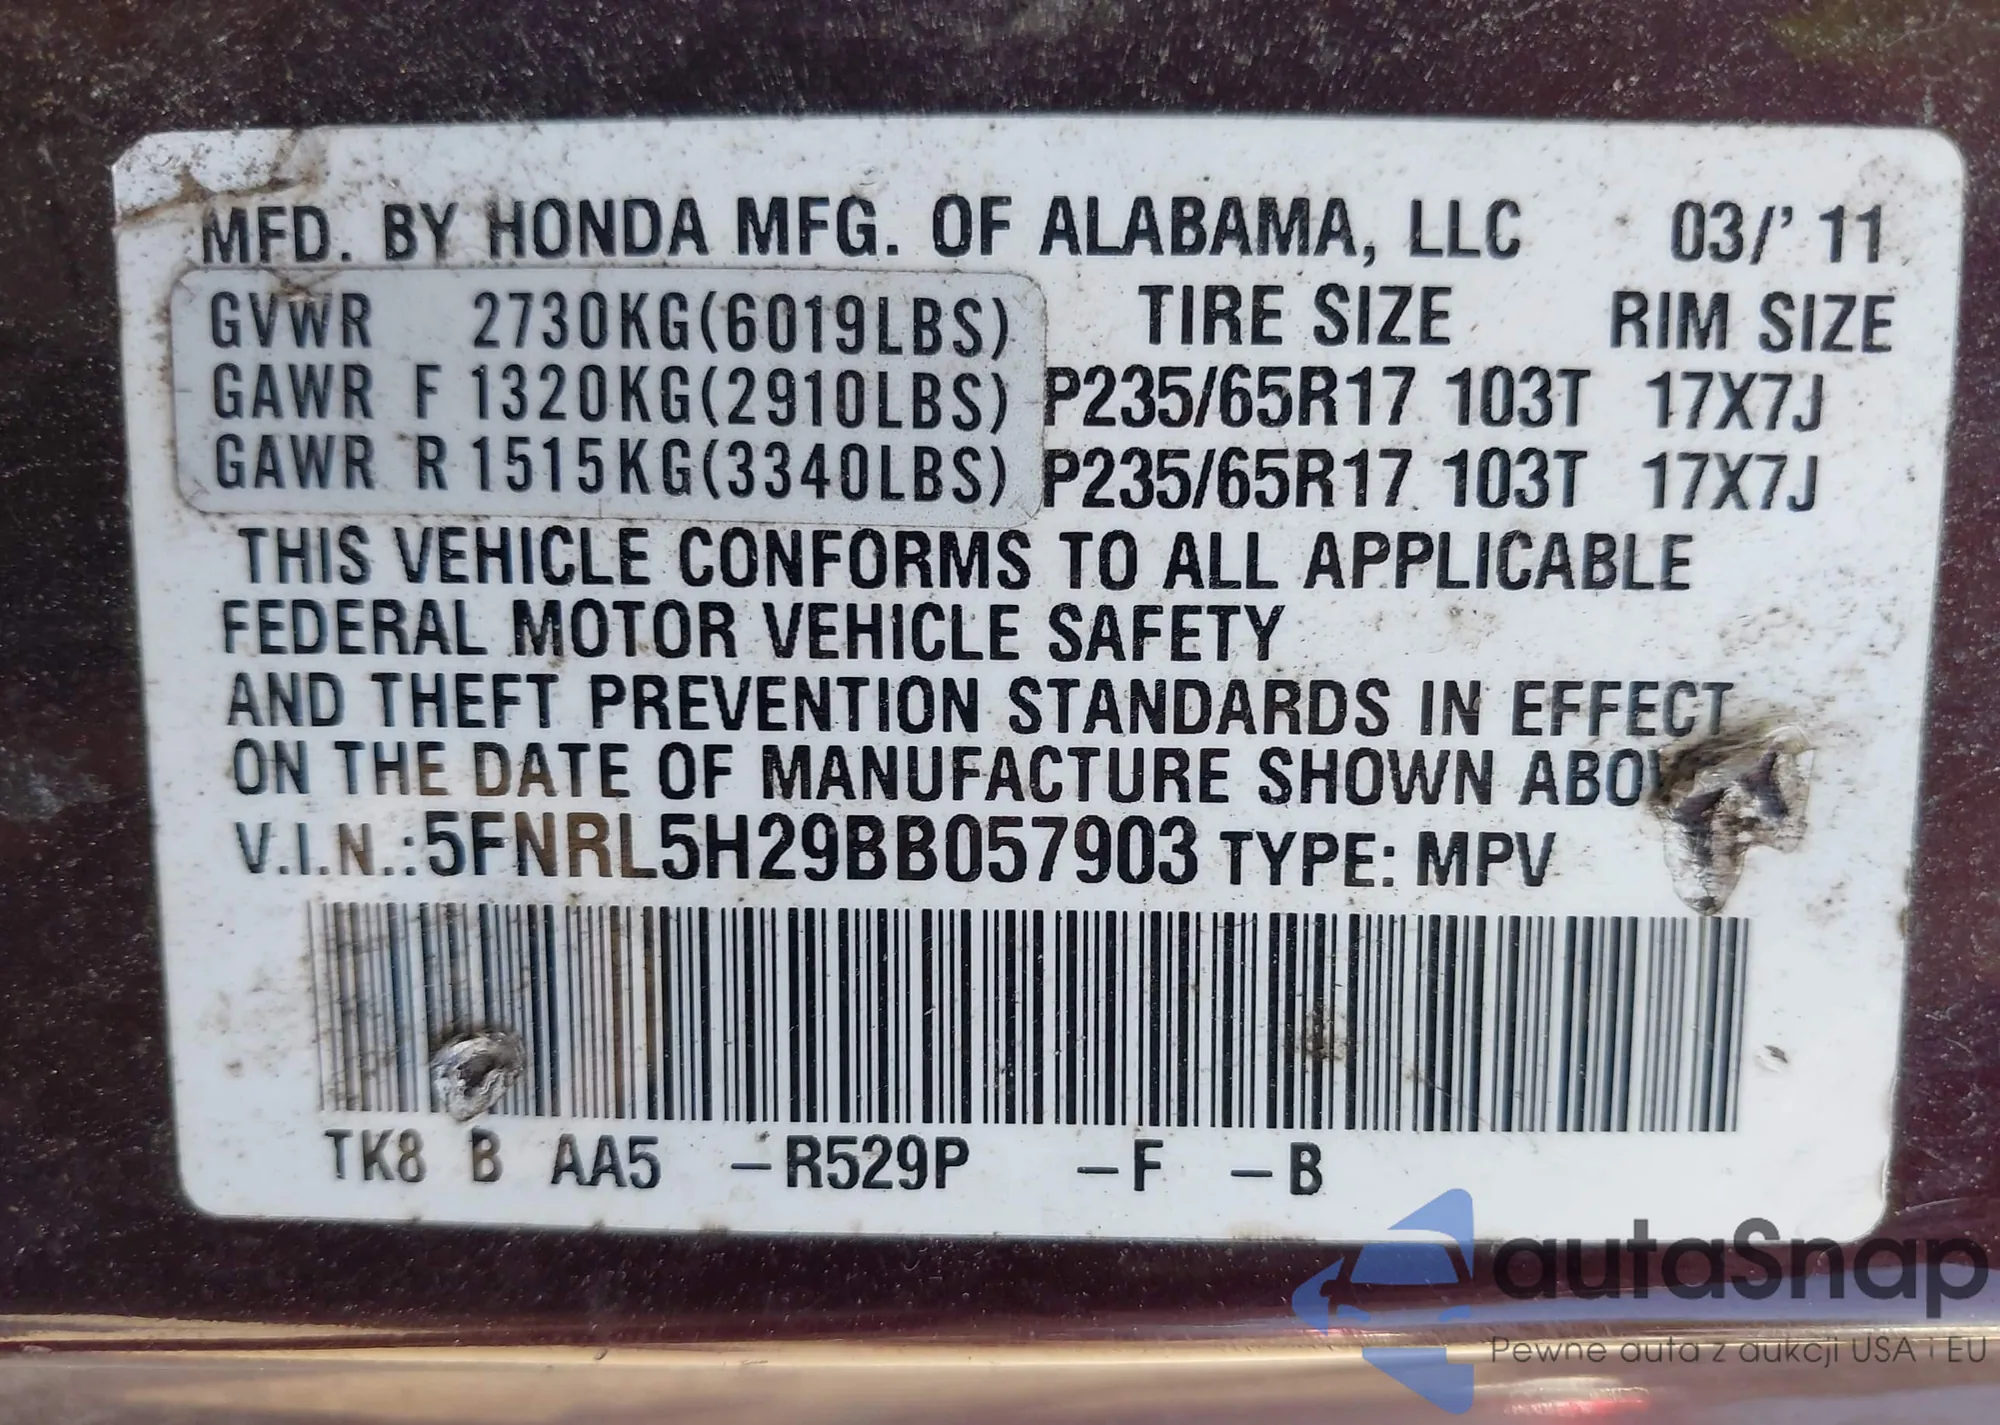 MFD. BY HONDA MFG. OF ALABAMA, LLC 03/'11
GVWR 2730KG(6019LBS) TIRE SIZE RIM SIZE
GAWR F 1320KG(2910LBS) P235/65R17 103T 17X7J
GAWR R 1515KG(3340LBS) P235/65R17 103T 17X7J
THIS VEHICLE CONFORMS TO ALL APPLICABLE
FEDERAL MOTOR VEHICLE SAFETY
AND THEFT PREVENTION STANDARDS IN EFFECT
ON THE DATE OF MANUFACTURE SHOWN
V.I.N.:5FNRL5H29BB057903 TYPE: MPV
TK8 B AA5 –R529P –F –B
autaSnap
Pewne auta z aukcji USA i EU